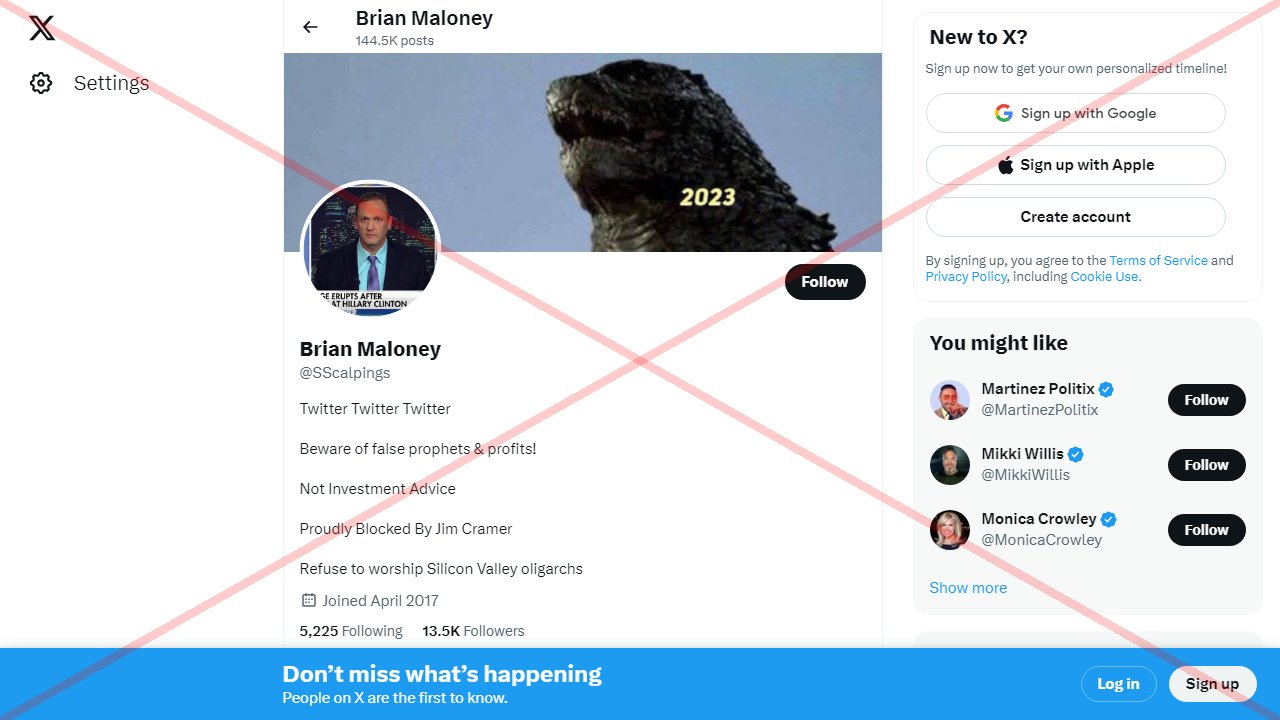 Settings
Brian Maloney
144.5K posts
2023
GE ERUPTS AFTER
AT HILLARY CLINTON
Follow
Brian Maloney
@SScalpings
Twitter Twitter Twitter
Beware of false prophets & profits!
Not Investment Advice
Proudly Blocked By Jim Cramer
Refuse to worship Silicon Valley oligarchs
Joined April 2017
5,225 Following 13.5K Followers
New to X?
Sign up now to get your own personalized timeline!
Sign up with Google
Sign up with Apple
Create account
By signing up, you agree to the Terms of Service and
Privacy Policy, including Cookie Use.
You might like
Martinez Politix
@MartinezPolitix
Follow
Mikki Willis
@MikkiWillis
Follow
Monica Crowley
@MonicaCrowley
Follow
Show more
Don’t miss what’s happening
People on X are the first to know.
Log in
Sign up